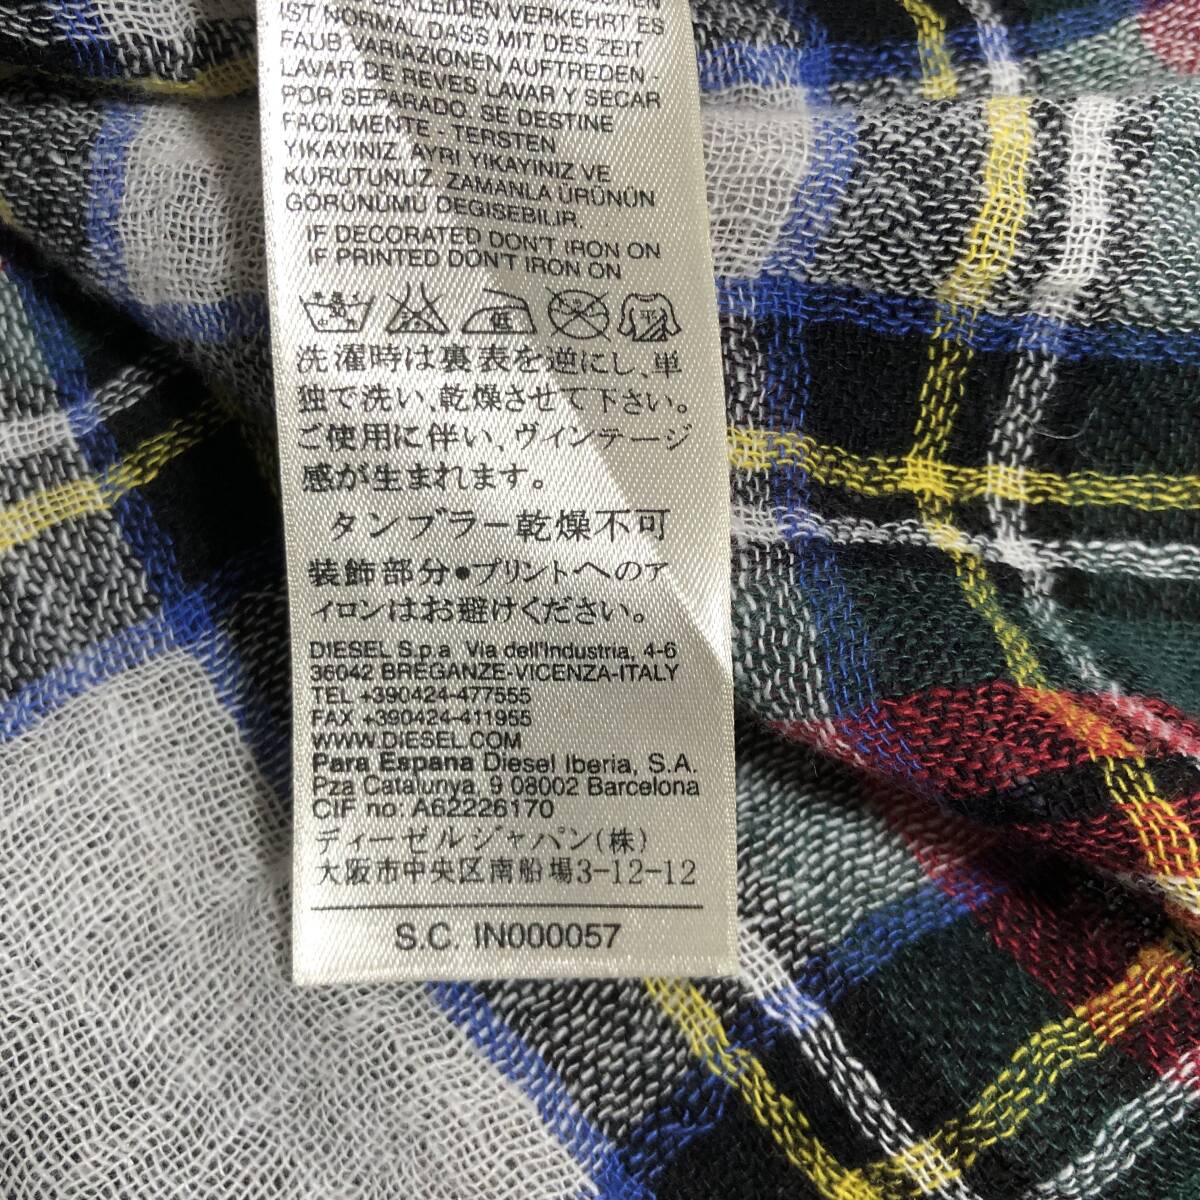 IST NORMAL DASS MIT DES ZEIT
FAUB VARIAZIONEN AUFTREDEN -
LAVAR DE REVES LAVAR Y SECAR
POR SEPARADO. SE DESTINE
FACILMENTE - TERSTEN
YIKAYINIZ. AYRI YIKAYINIZ VE
KURUTUNUZ. ZAMANLA ÜRÜNÜN
GÖRÜNÜMÜ DEGISEBILIR.
IF DECORATED DON'T IRON ON
IF PRINTED DON'T IRON ON
低 平
洗濯時は裏表を逆にし、単
独で洗い、乾燥させて下さい。
ご使用に伴い、ヴィンテージ
感が生まれます。
タンブラー乾燥不可
装飾部分●プリントへのア
イロンはお避けください。
DIESEL S.p.a Via dell'Industria, 4-6
36042 BREGANZE-VICENZA-ITALY
TEL +390424-477555
FAX +390424-411955
WWW.DIESEL.COM
Para Espana Diesel Iberia, S.A.
Pza Catalunya, 9 08002 Barcelona
CIF no: A62226170
ディーゼルジャパン(株)
大阪市中央区南船場3-12-12
S.C. IN000057